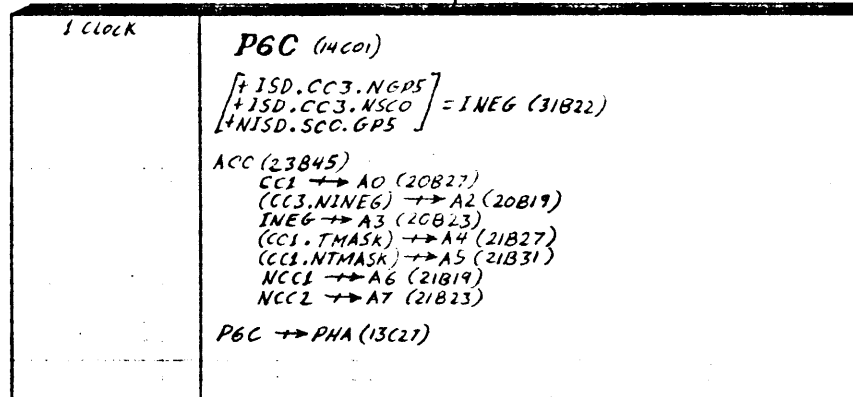 1 CLOCK
P6C (14C01)
[+ ISD.CC3.NGP5
+ ISD.CC3.NSCO
+NISD.SCC.GP5] = INEG (31B22)
ACC (23B45)
CC1 ↛ A0 (20B27)
(CC3.NINEG) ↛ A2 (20B19)
INEG ↛ A3 (20B23)
(CC1.TMASK) ↛ A4 (21B27)
(CC1.NTMASK) ↛ A5 (21B31)
NCC1 ↛ A6 (21B19)
NCC2 ↛ A7 (21B23)
P6C ↛ PHA (13C27)